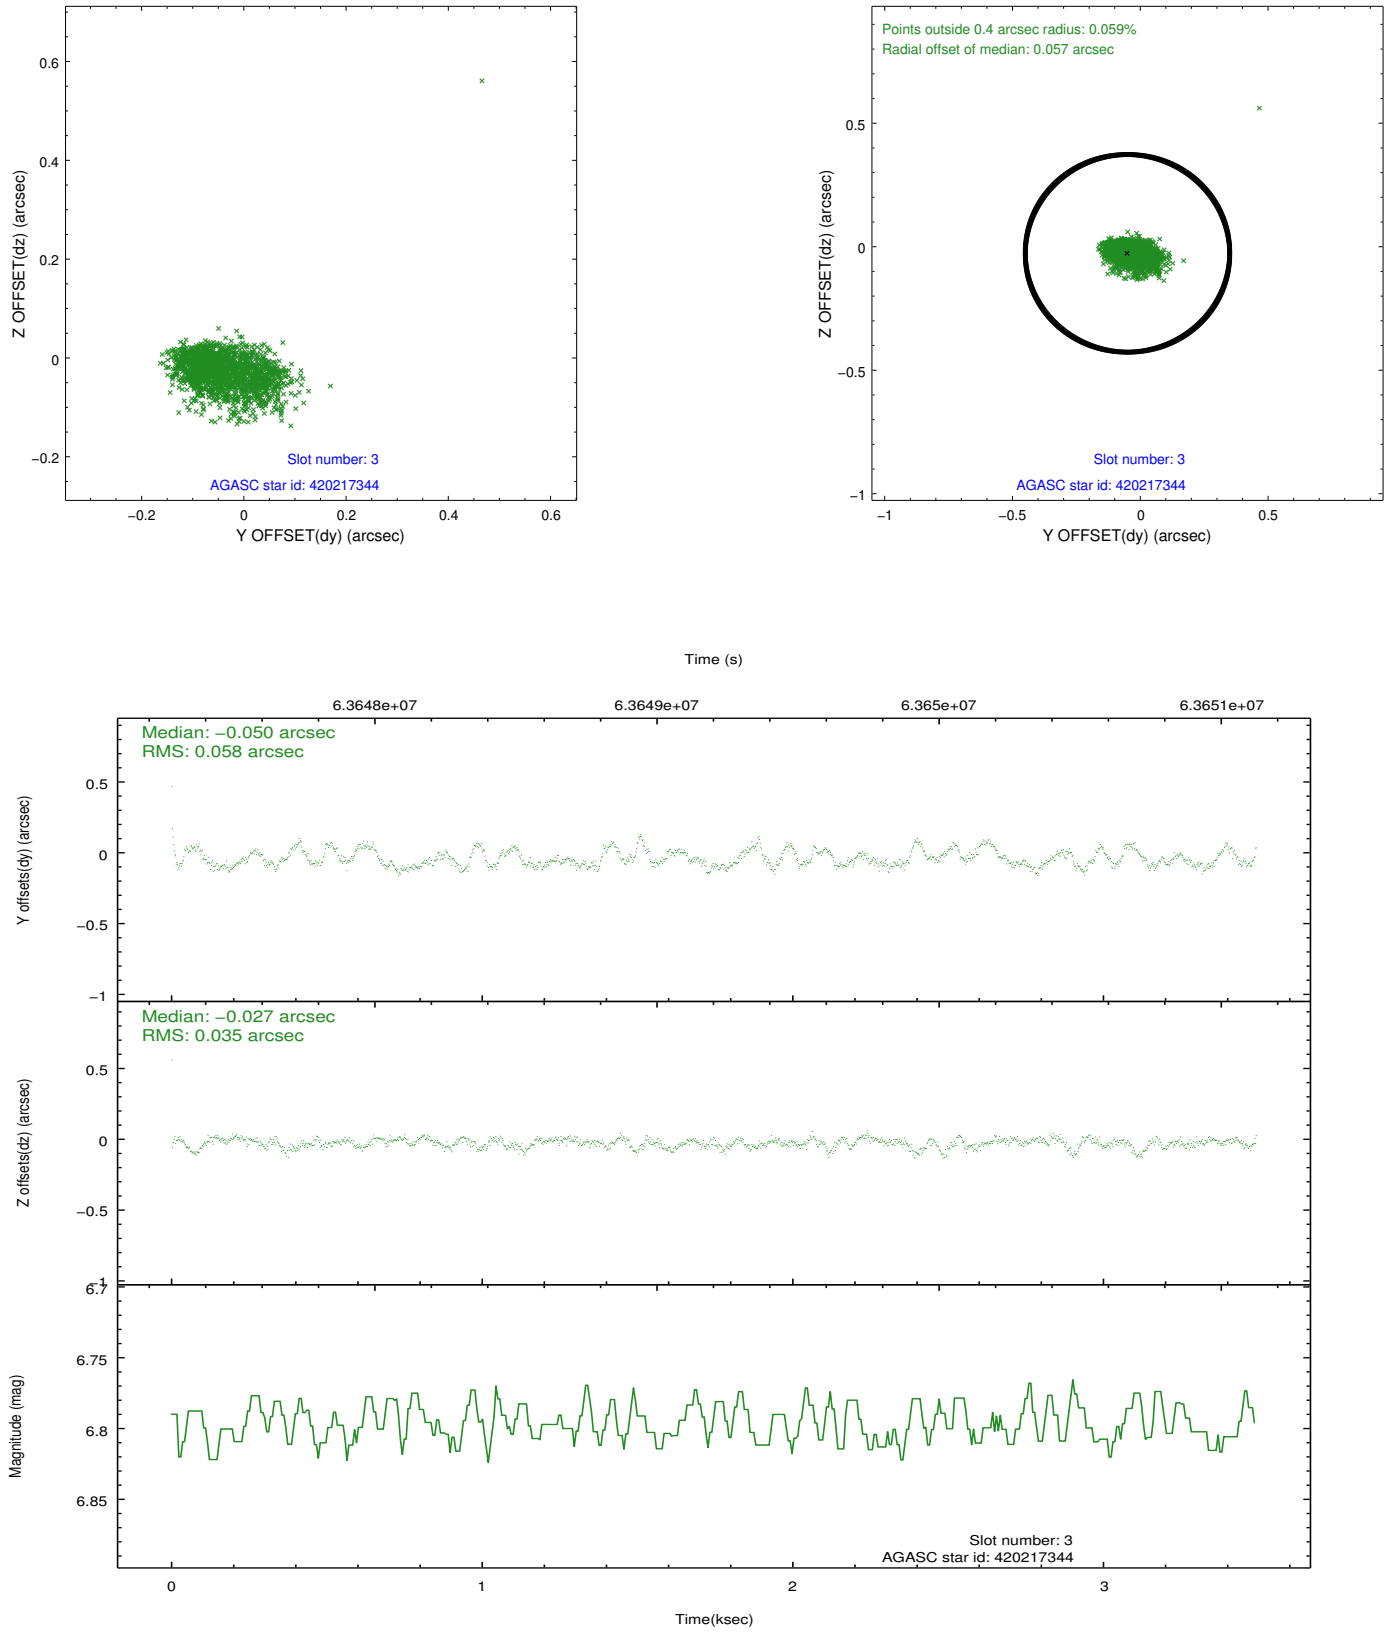 0.6
0.4
0.2
0
−0.2
Z OFFSET(dz) (arcsec)
Slot number: 3
AGASC star id: 420217344
−0.2 0 0.2 0.4 0.6
Y OFFSET(dy) (arcsec)
Points outside 0.4 arcsec radius: 0.059%
Radial offset of median: 0.057 arcsec
0.5
0
−0.5
−1
Z OFFSET(dz) (arcsec)
Slot number: 3
AGASC star id: 420217344
−1 −0.5 0 0.5
Y OFFSET(dy) (arcsec)
Time (s)
6.3648e+07 6.3649e+07 6.365e+07 6.3651e+07
Median: −0.050 arcsec
RMS: 0.058 arcsec
0.5
0
−0.5
−1
Y offsets(dy) (arcsec)
Median: −0.027 arcsec
RMS: 0.035 arcsec
0.5
0
−0.5
−1
Z offsets(dz) (arcsec)
6.7
6.75
6.8
6.85
Magnitude (mag)
Slot number: 3
AGASC star id: 420217344
0 1 2 3
Time(ksec)